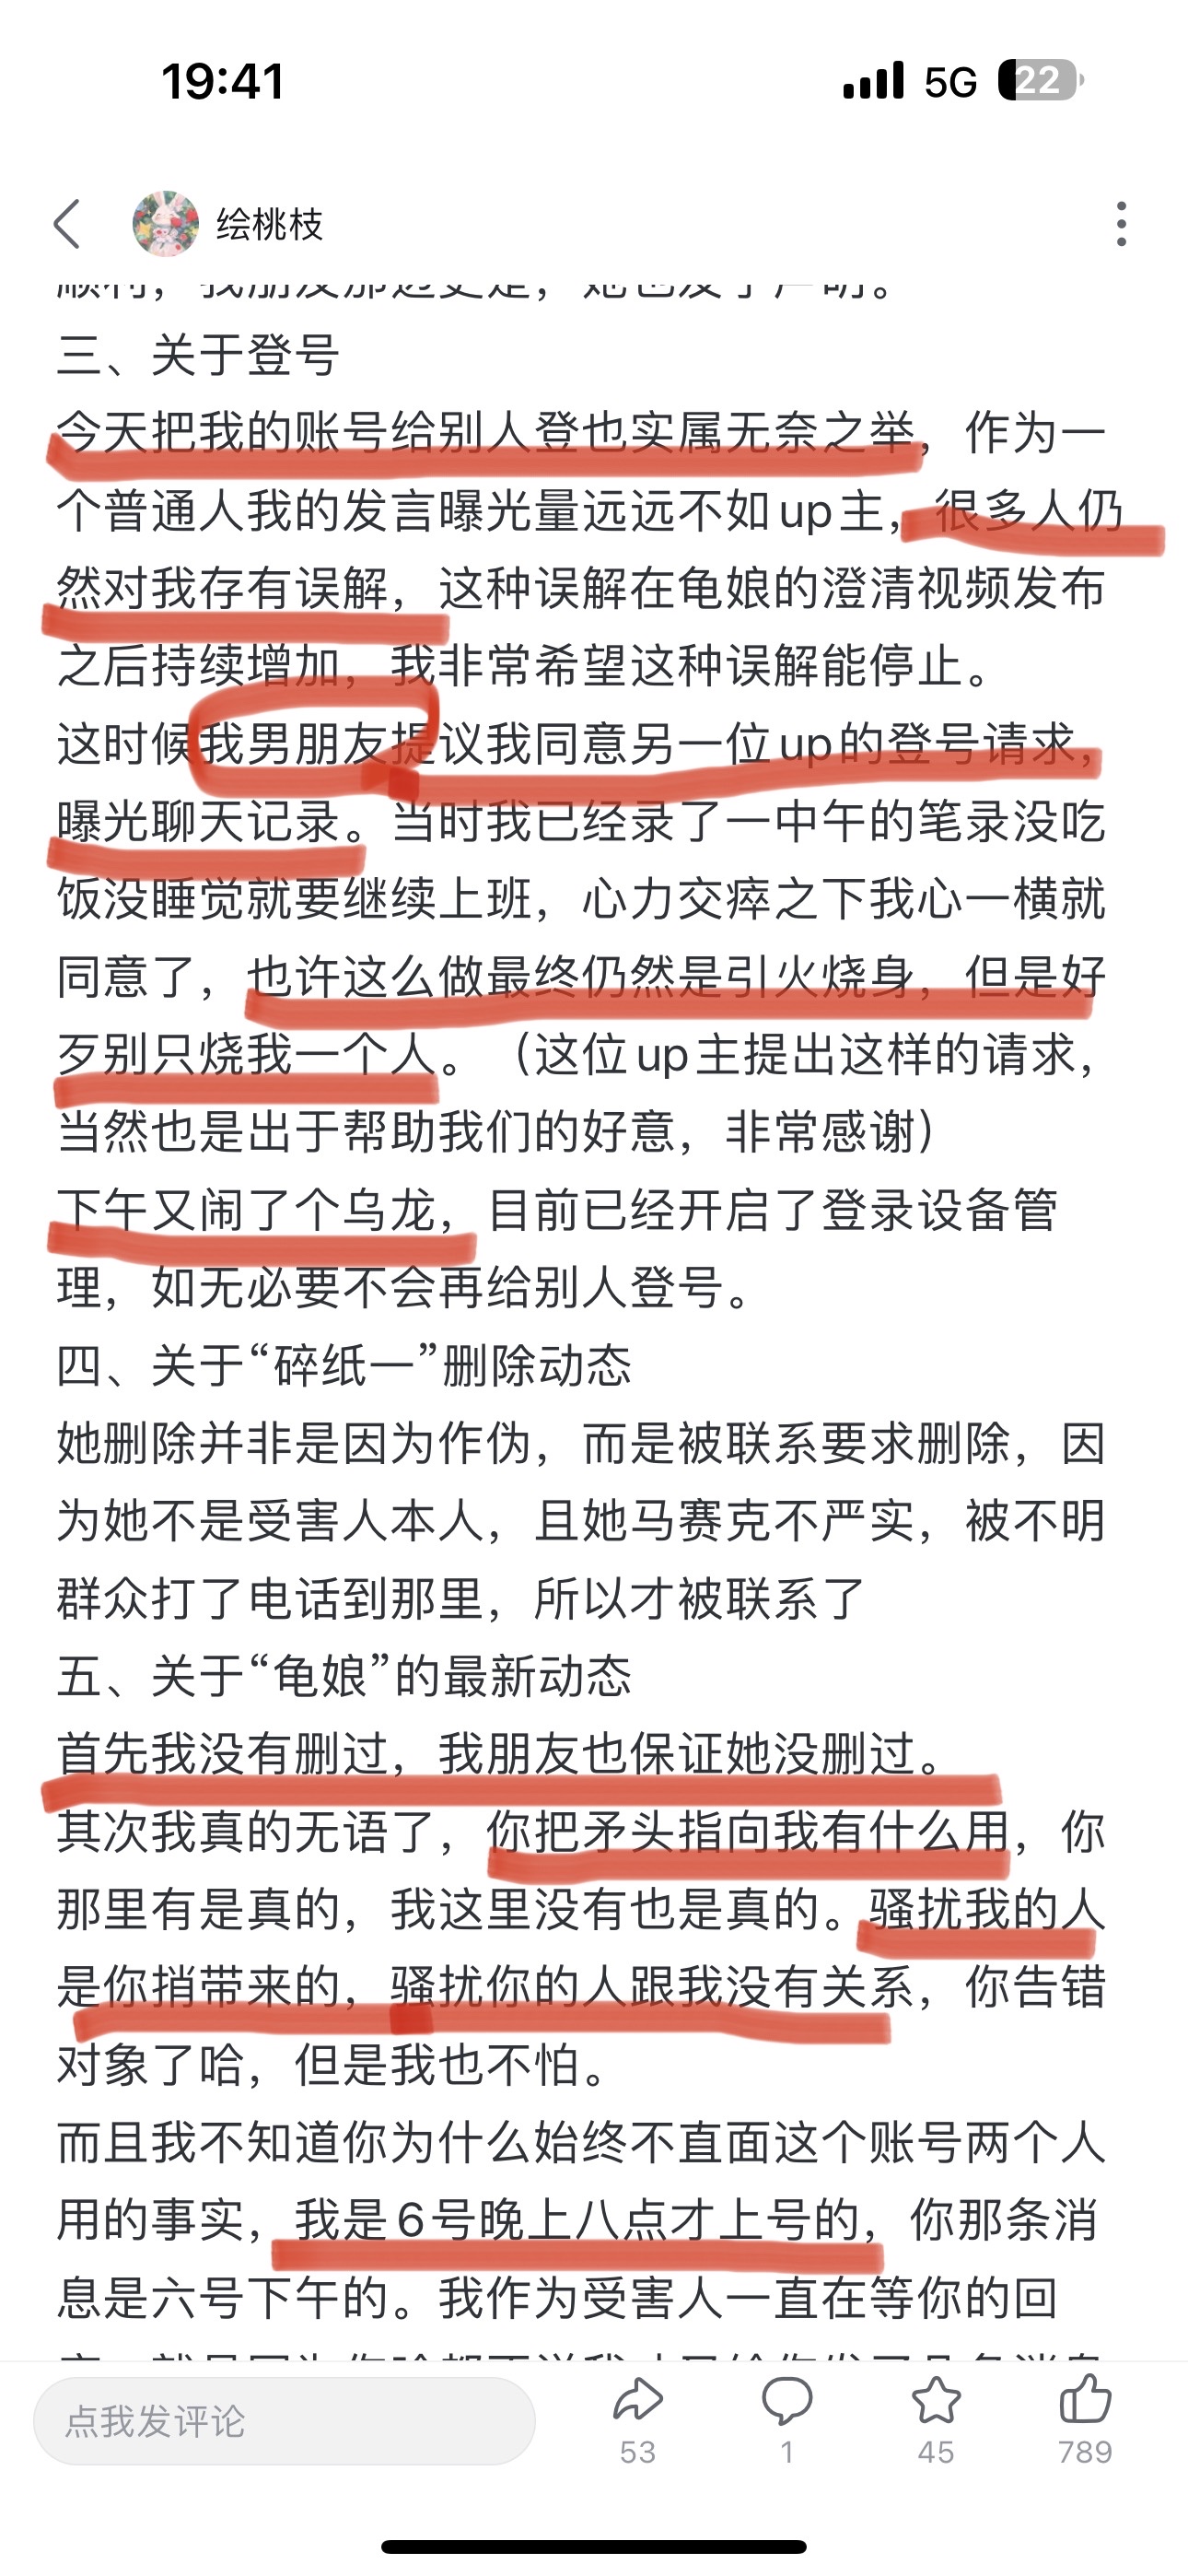 19:41
5G 22
绘桃枝
顺利，我朋友那边更是，她也发了声明。
三、关于登号
今天把我的账号给别人登也实属无奈之举，作为一
个普通人我的发言曝光量远远不如up主，很多人仍
然对我存有误解，这种误解在龟娘的澄清视频发布
之后持续增加，我非常希望这种误解能停止。
这时候我男朋友提议我同意另一位up的登号请求，
曝光聊天记录。当时我已经录了一中午的笔录没吃
饭没睡觉就要继续上班，心力交瘁之下我心一横就
同意了，也许这么做最终仍然是引火烧身，但是好
歹别只烧我一个人。（这位up主提出这样的请求，
当然也是出于帮助我们的好意，非常感谢）
下午又闹了个乌龙，目前已经开启了登录设备管
理，如无必要不会再给别人登号。
四、关于“碎纸一”删除动态
她删除并非是因为作伪，而是被联系要求删除，因
为她不是受害人本人，且她马赛克不严实，被不明
群众打了电话到那里，所以才被联系了
五、关于“龟娘”的最新动态
首先我没有删过，我朋友也保证她没删过。
其次我真的无语了，你把矛头指向我有什么用，你
那里有是真的，我这里没有也是真的。骚扰我的人
是你捎带来的，骚扰你的人跟我没有关系，你告错
对象了哈，但是我也不怕。
而且我不知道你为什么始终不直面这个账号两个人
用的事实，我是6号晚上八点才上号的，你那条消
息是六号下午的。我作为受害人一直在等你的回
点我发评论
53
1
45
789